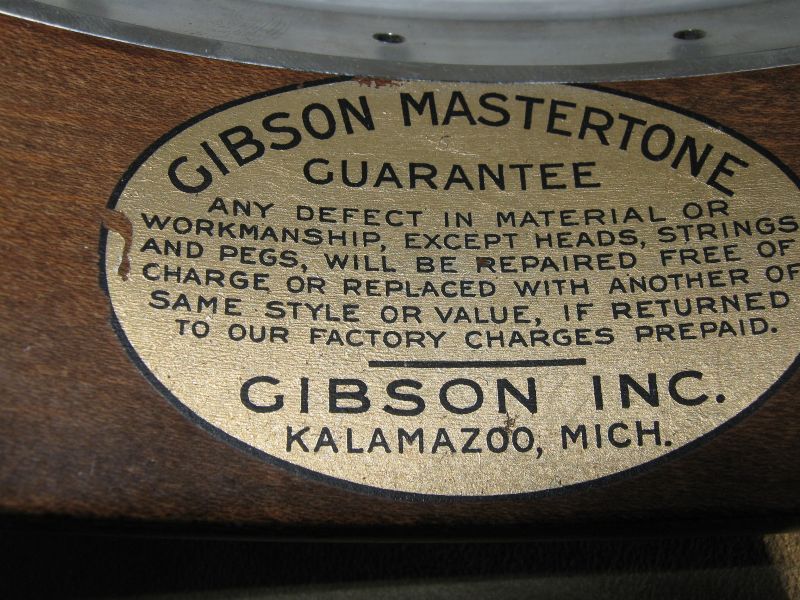 GIBSON MASTERTONE
GUARANTEE
ANY DEFECT IN MATERIAL OR
WORKMANSHIP, EXCEPT HEADS, STRINGS
AND PEGS, WILL BE REPAIRED FREE OF
CHARGE OR REPLACED WITH ANOTHER OF
SAME STYLE OR VALUE, IF RETURNED
TO OUR FACTORY CHARGES PREPAID.
GIBSON INC.
KALAMAZOO, MICH.